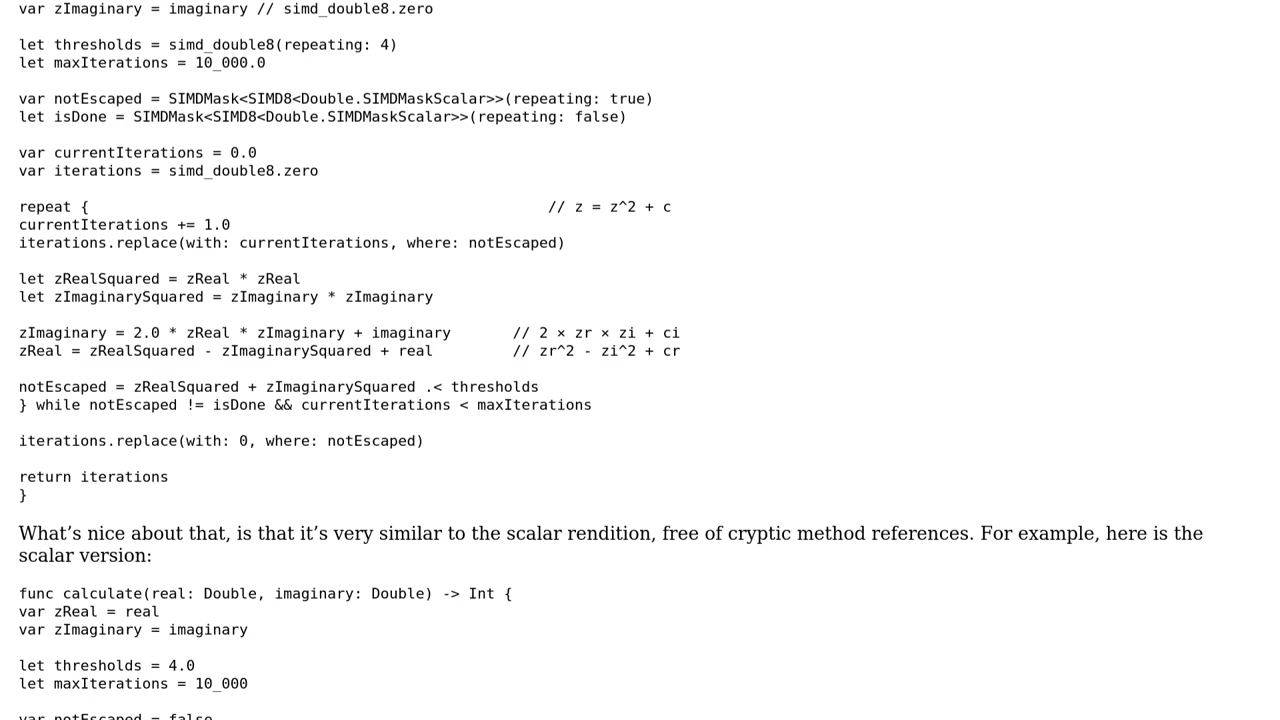 var zImaginary = imaginary // simd_double8.zero
let thresholds = simd_double8(repeating: 4)
let maxIterations = 10_000.0
var notEscaped = SIMDMask<SIMD8<Double.SIMDMaskScalar>>(repeating: true)
let isDone = SIMDMask<SIMD8<Double.SIMDMaskScalar>>(repeating: false)
var currentIterations = 0.0
var iterations = simd_double8.zero
repeat { // z = z^2 + c
currentIterations += 1.0
iterations.replace(with: currentIterations, where: notEscaped)
let zRealSquared = zReal * zReal
let zImaginarySquared = zImaginary * zImaginary
zImaginary = 2.0 * zReal * zImaginary + imaginary // 2 × zr × zi + ci
zReal = zRealSquared - zImaginarySquared + real // zr^2 - zi^2 + cr
notEscaped = zRealSquared + zImaginarySquared .< thresholds
} while notEscaped != isDone && currentIterations < maxIterations
iterations.replace(with: 0, where: notEscaped)
return iterations
}
What’s nice about that, is that it’s very similar to the scalar rendition, free of cryptic method references. For example, here is the
scalar version:
func calculate(real: Double, imaginary: Double) -> Int {
var zReal = real
var zImaginary = imaginary
let thresholds = 4.0
let maxIterations = 10_000
var notEscaped = false